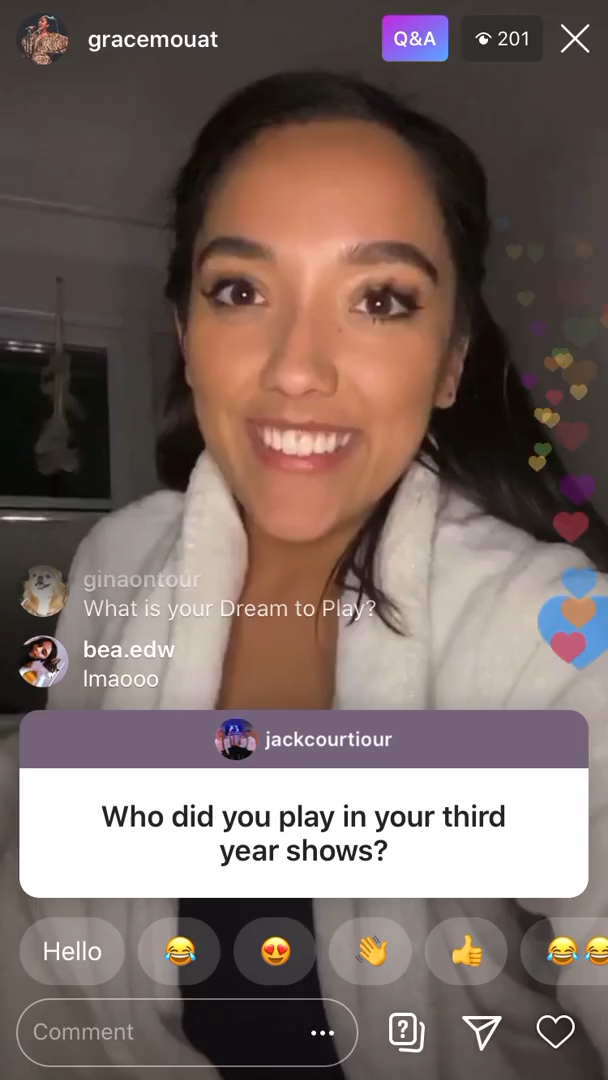 gracemouat
Q&A
201
ginaontour
What is your Dream to Play?
bea.edw
lmaooo
jackcourtiour
Who did you play in your third
year shows?
Hello
Comment